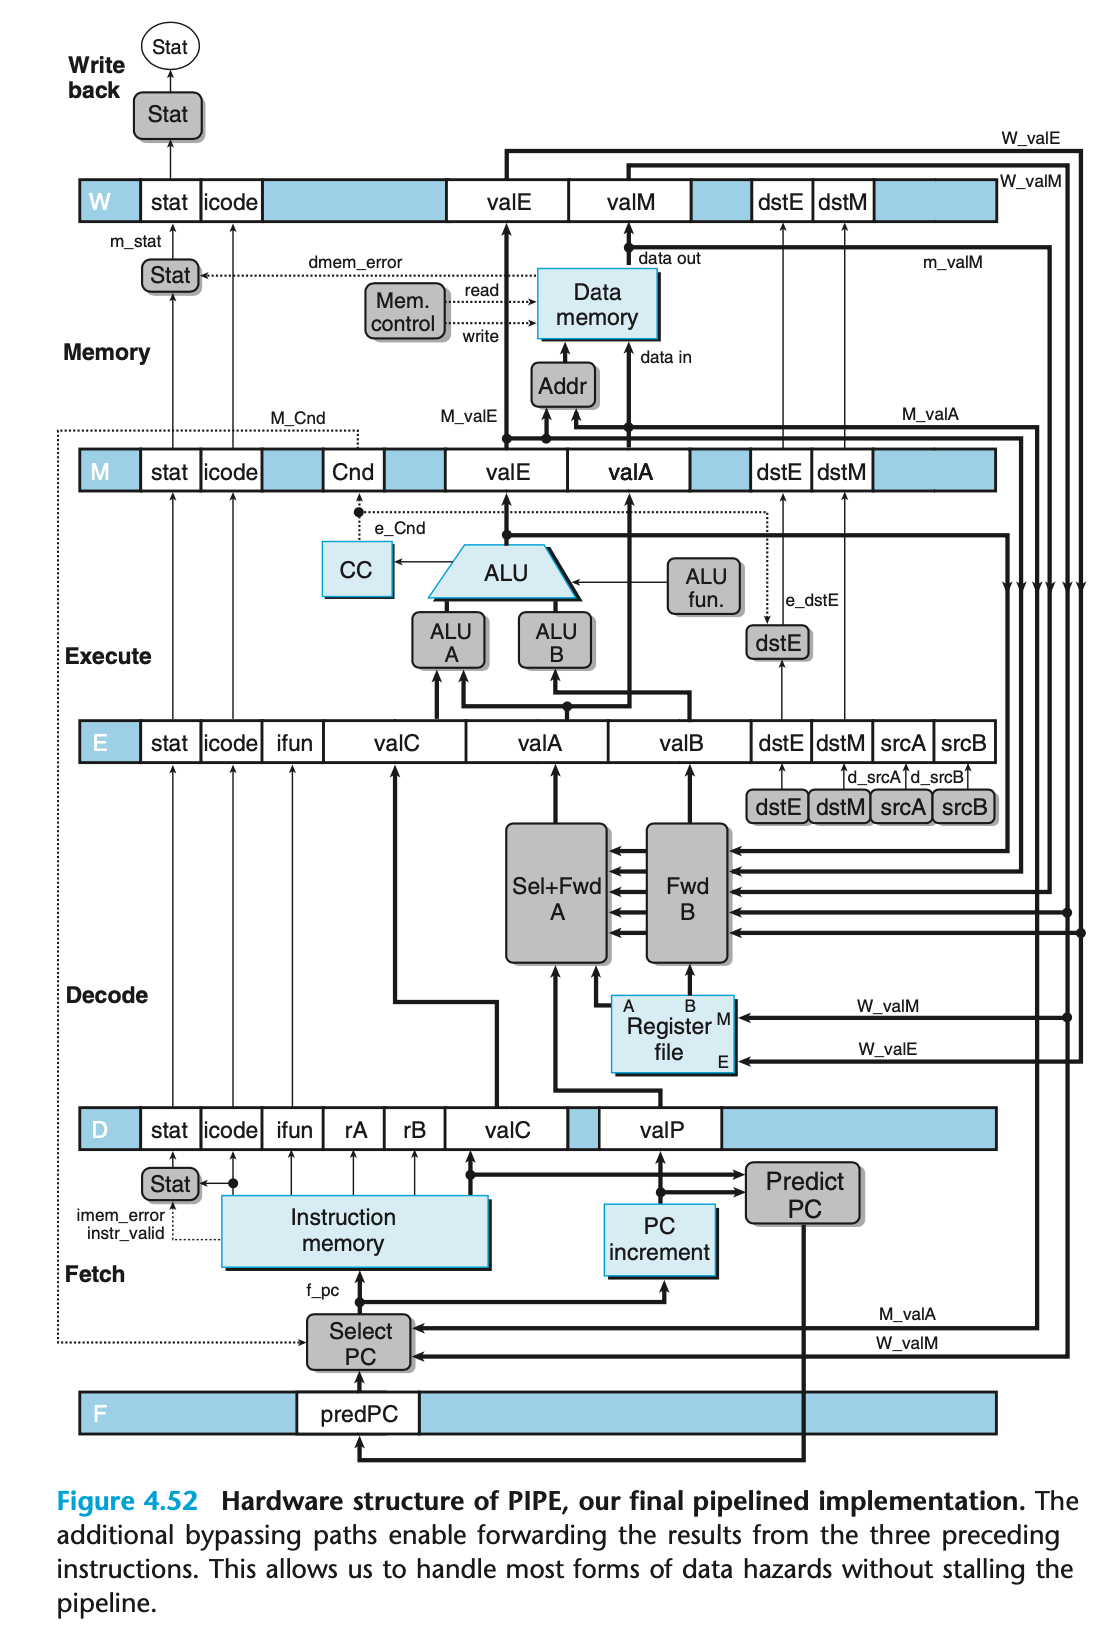 Stat
Write
back
Stat
W_valE
W stat icode valE valM dstE dstM
W_valM
m_stat
data out
dmem_error
m_valM
Stat
read
Mem.
control
Data
memory
write
Memory
data in
Addr
M_Cnd
M_valE
M_valA
M stat icode Cnd valE valA dstE dstM
e_Cnd
CC
ALU
ALU
fun.
e_dstE
ALU
A
ALU
B
dstE
Execute
E stat icode ifun valC valA valB dstE dstM srcA srcB
d_srcA d_srcB
dstE dstM srcA srcB
Sel+Fwd
A
Fwd
B
Decode
A B
Register
file
M
E
W_valM
W_valE
D stat icode ifun rA rB valC valP
Stat
Predict
PC
imem_error
instr_valid
Instruction
memory
PC
increment
Fetch
f_pc
Select
PC
M_valA
W_valM
F predPC
Figure 4.52 Hardware structure of PIPE, our final pipelined implementation. The
additional bypassing paths enable forwarding the results from the three preceding
instructions. This allows us to handle most forms of data hazards without stalling the
pipeline.